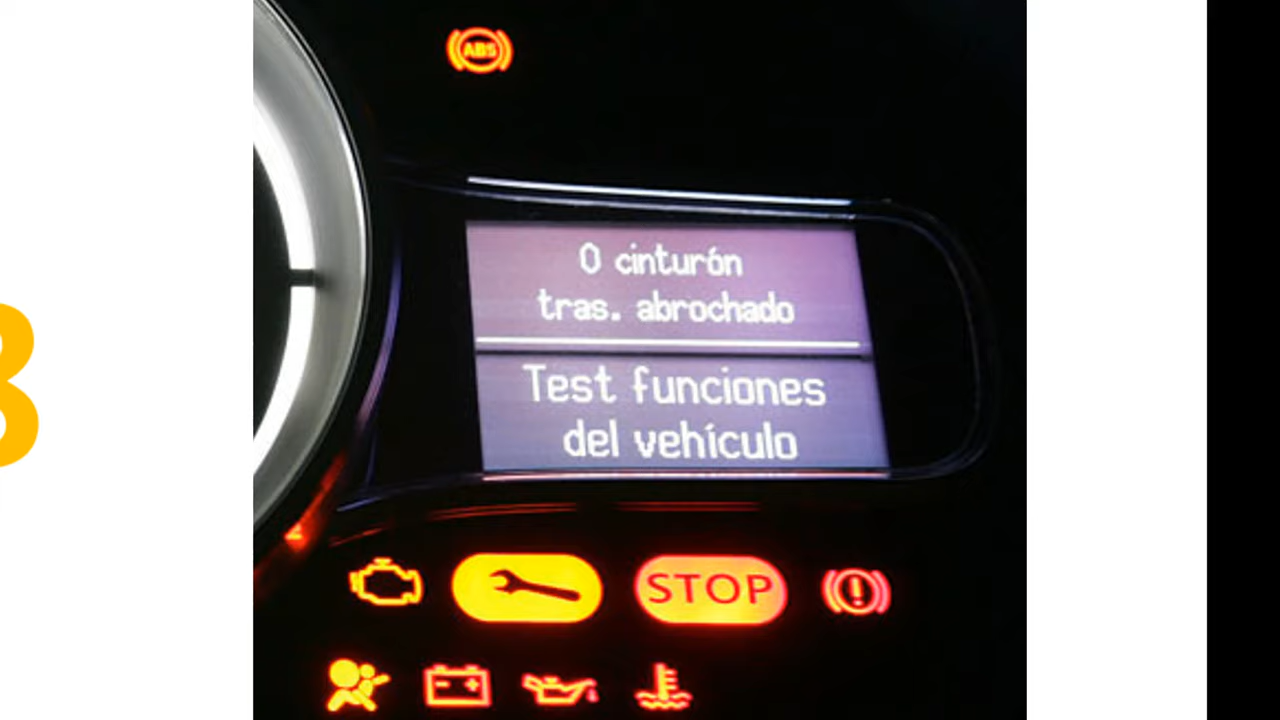 ABS
0 cinturón
tras. abrochado
Test funciones
del vehículo
STOP